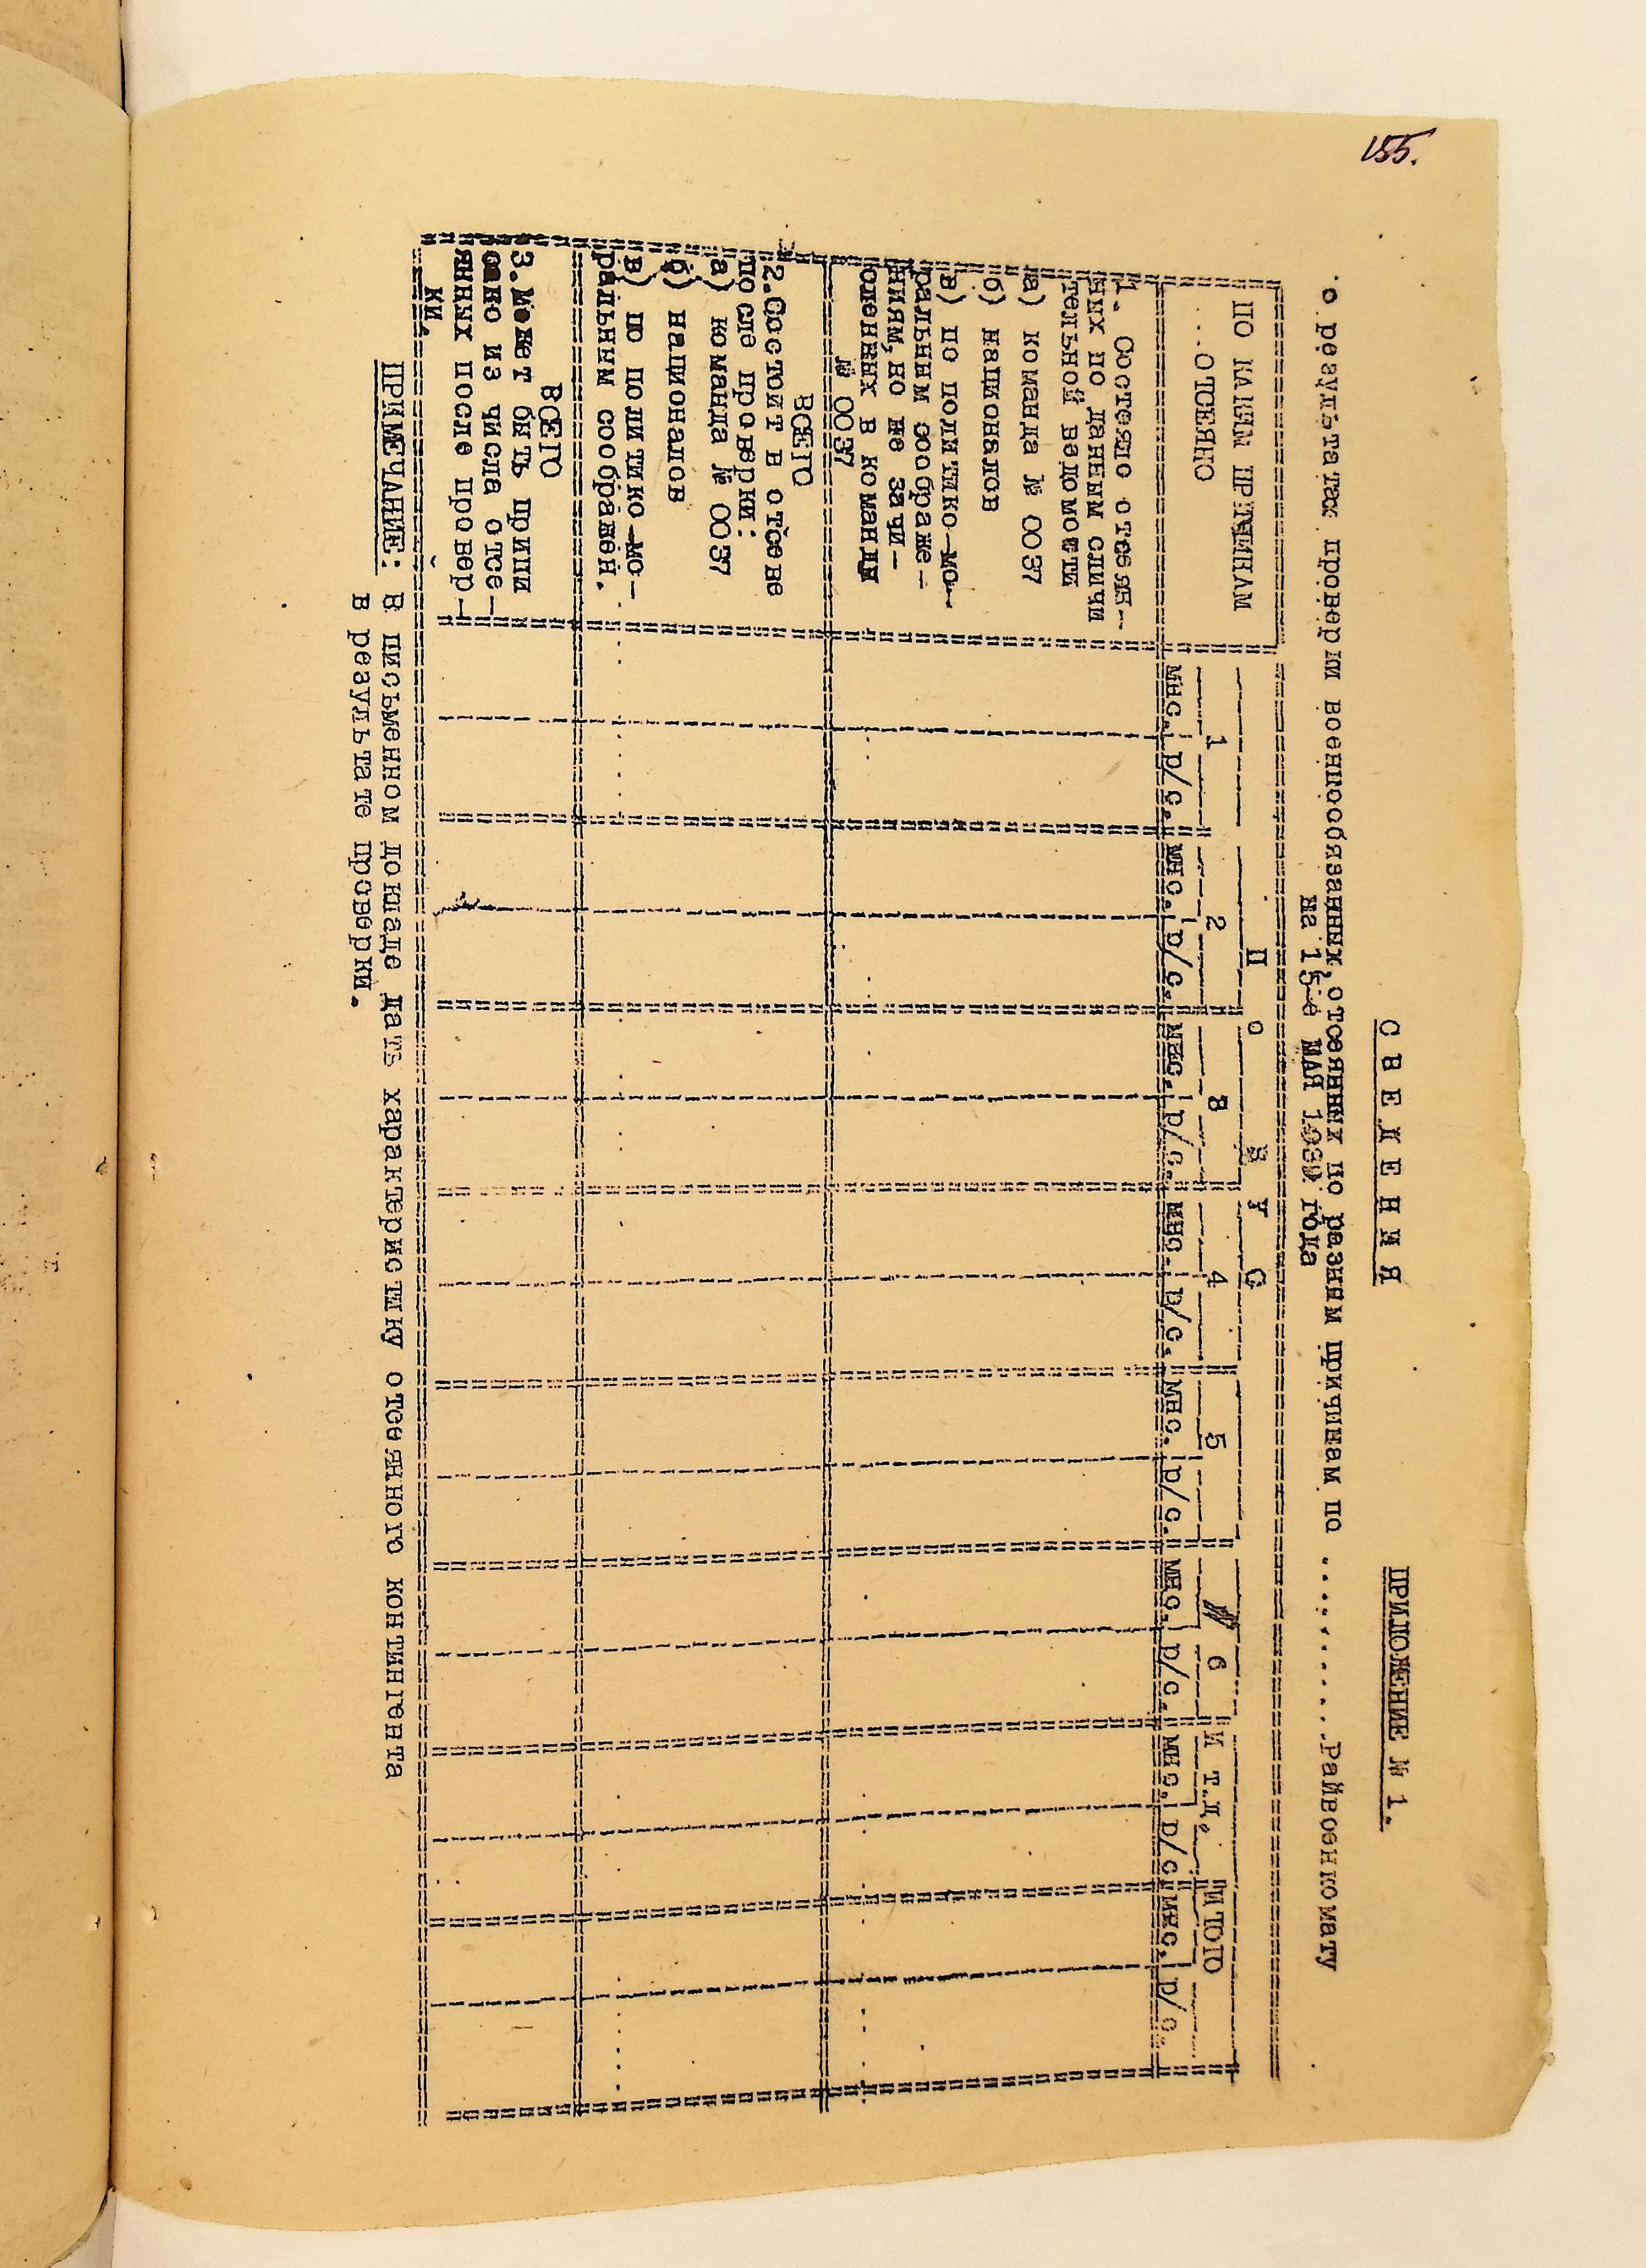 155.
ПРИЛОЖЕНИЕ № 1.
С В Е Д Е Н И Я
о результатах проверки военнообязанных, отсеянных по разным причинам по ............. Райвоенкомату
на 15-е МАЯ года
ПО КАКИМ ПРИЧИНАМ
...ОТСЕЯНО
П О С
1 2 3 4 5 6 И т.д. ИТОГО
мнс. р/с. мнс. р/с. мнс. р/с. мнс. р/с. мнс. р/с. мнс. р/с. мнс. р/с. мнс. р/с.
1. Состояло отсеян-
ных по данным сличи
тельной ведомости
а) команда № 0037
б) националов
в) по политико-мо-
ральным соображе-
ниям, но не зачи-
сленных в команды
№ 0037
ВСЕГО
2.Состоит в отсеве
после проверки:
а) команда № 0037
б) националов
в) по политико-мо-
ральным соображен.
ВСЕГО
3.Может быть припи
сано из числа отсе-
янных после провер-
ки.
ПРИМЕЧАНИЕ: В письменном докладе дать характеристику отсеянного контингента
в результате проверки.